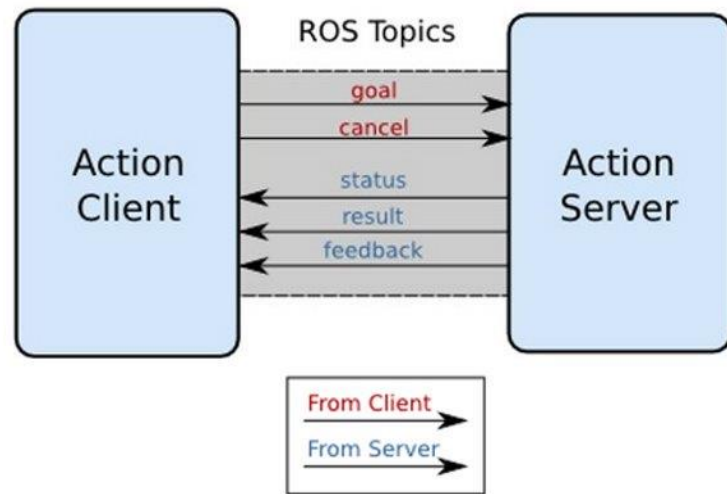 ROS Topics
Action
Client
goal
cancel
status
result
feedback
Action
Server
From Client
From Server